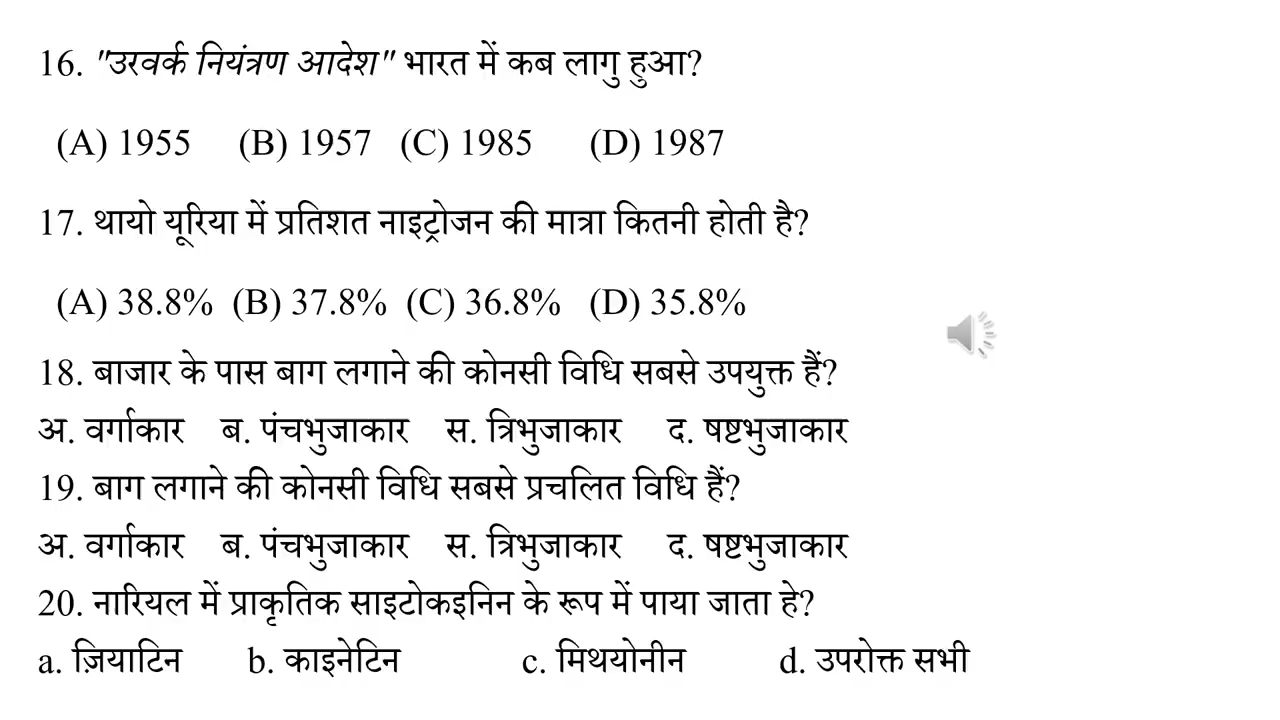 16. "उरवर्क नियंत्रण आदेश" भारत में कब लागु हुआ?
(A) 1955 (B) 1957 (C) 1985 (D) 1987
17. थायो यूरिया में प्रतिशत नाइट्रोजन की मात्रा कितनी होती है?
(A) 38.8% (B) 37.8% (C) 36.8% (D) 35.8%
18. बाजार के पास बाग लगाने की कोनसी विधि सबसे उपयुक्त हैं?
अ. वर्गाकार ब. पंचभुजाकार स. त्रिभुजाकार द. षष्टभुजाकार
19. बाग लगाने की कोनसी विधि सबसे प्रचलित विधि हैं?
अ. वर्गाकार ब. पंचभुजाकार स. त्रिभुजाकार द. षष्टभुजाकार
20. नारियल में प्राकृतिक साइटोकइनिन के रूप में पाया जाता हे?
a. ज़ियाटिन b. काइनेटिन c. मिथयोनीन d. उपरोक्त सभी